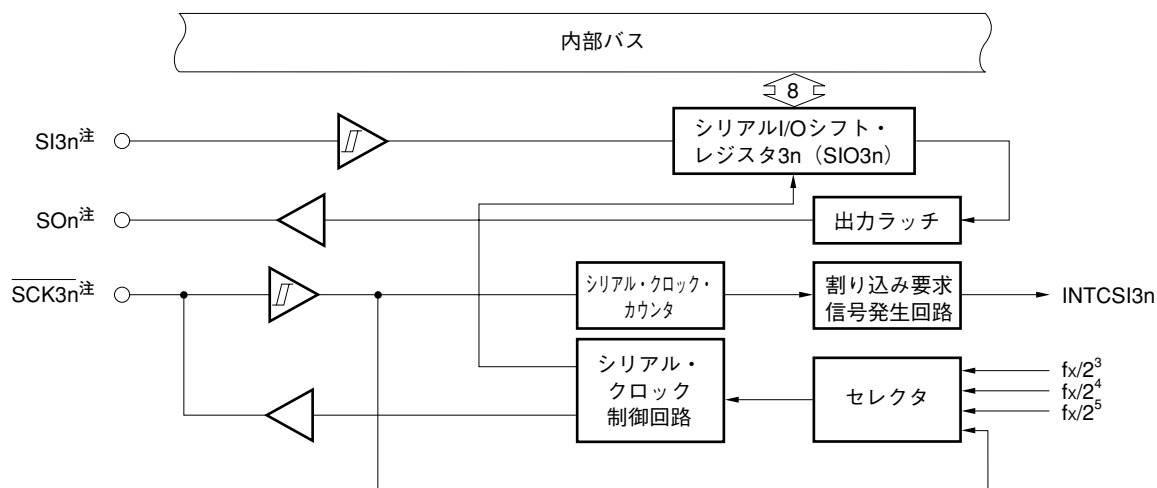 内部バス
8
SI3n注
シリアルI/Oシフト・
レジスタ3n（SIO3n）
SOn注
出力ラッチ
SCK3n注
シリアル・クロック・
カウンタ
割り込み要求
信号発生回路
INTCSI3n
シリアル・
クロック
制御回路
セレクタ
fx/2³
fx/2⁴
fx/2⁵